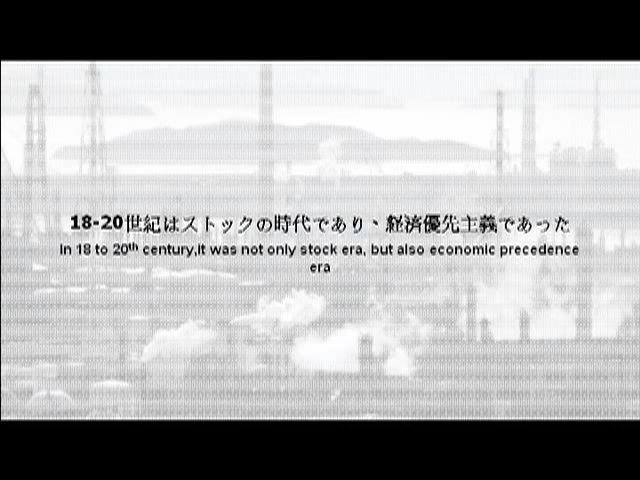 18-20世紀はストックの時代であり、経済優先主義であった
In 18 to 20th century,it was not only stock era, but also economic precedence
era